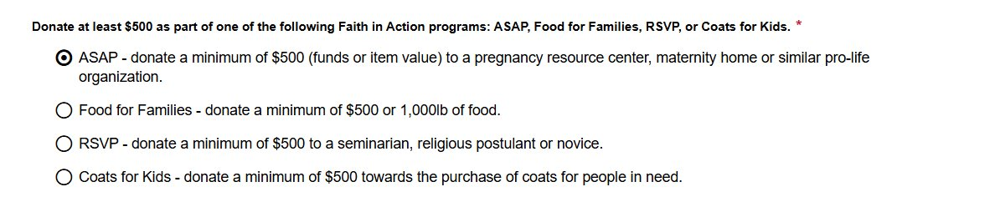 Donate at least $500 as part of one of the following Faith in Action programs: ASAP, Food for Families, RSVP, or Coats for Kids. *
ASAP - donate a minimum of $500 (funds or item value) to a pregnancy resource center, maternity home or similar pro-life
organization.
Food for Families - donate a minimum of $500 or 1,000lb of food.
RSVP - donate a minimum of $500 to a seminarian, religious postulant or novice.
Coats for Kids - donate a minimum of $500 towards the purchase of coats for people in need.